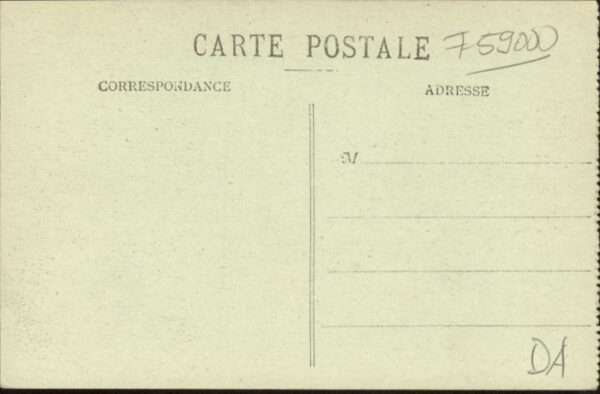 CARTE POSTALE 759000
CORRESPONDANCE
ADRESSE
M
DA